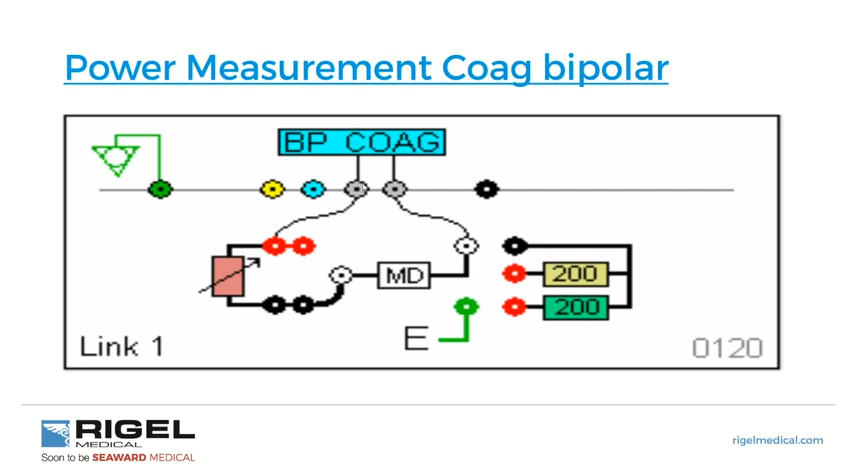 Power Measurement Coag bipolar
BP COAG
MD
200
200
E
Link 1
0120
RIGEL
MEDICAL
Soon to be SEAWARD MEDICAL
rigelmedical.com